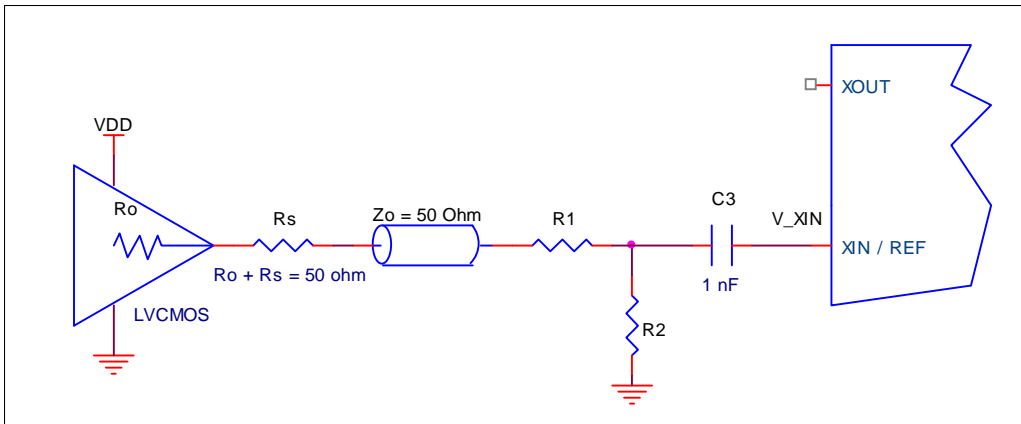 XOUT
VDD
Ro
Rs
Zo = 50 Ohm
R1
C3
V_XIN
XIN / REF
Ro + Rs = 50 ohm
1 nF
LVCMOS
R2